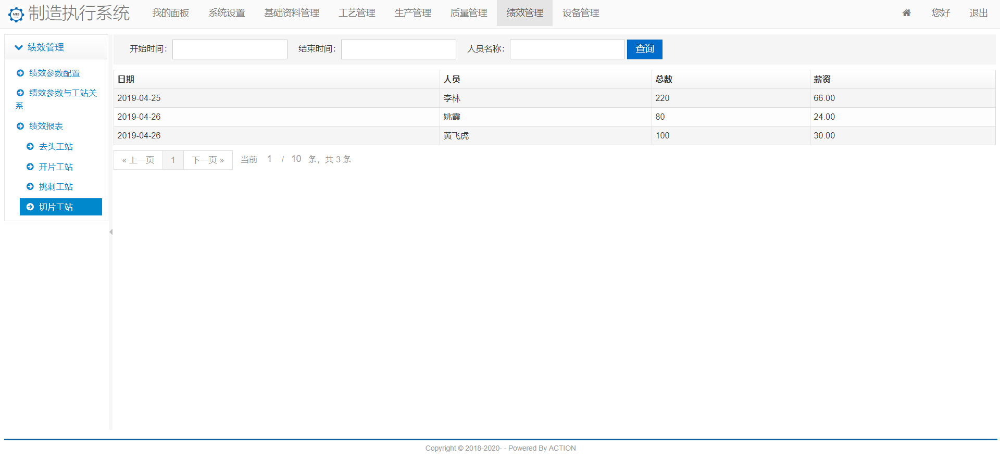 MES 制造执行系统 我的面板 系统设置 基础资料管理 工艺管理 生产管理 质量管理 绩效管理 设备管理 您好 退出
绩效管理
绩效参数配置
绩效参数与工站关
系
绩效报表
去头工站
开片工站
挑刺工站
切片工站
开始时间： 结束时间： 人员名称： 查询
日期 人员 总数 薪资
2019-04-25 李林 220 66.00
2019-04-26 姚霞 80 24.00
2019-04-26 黄飞虎 100 30.00
« 上一页 1 下一页 » 当前 1 / 10 条，共 3 条
Copyright © 2018-2020- - Powered By ACTION